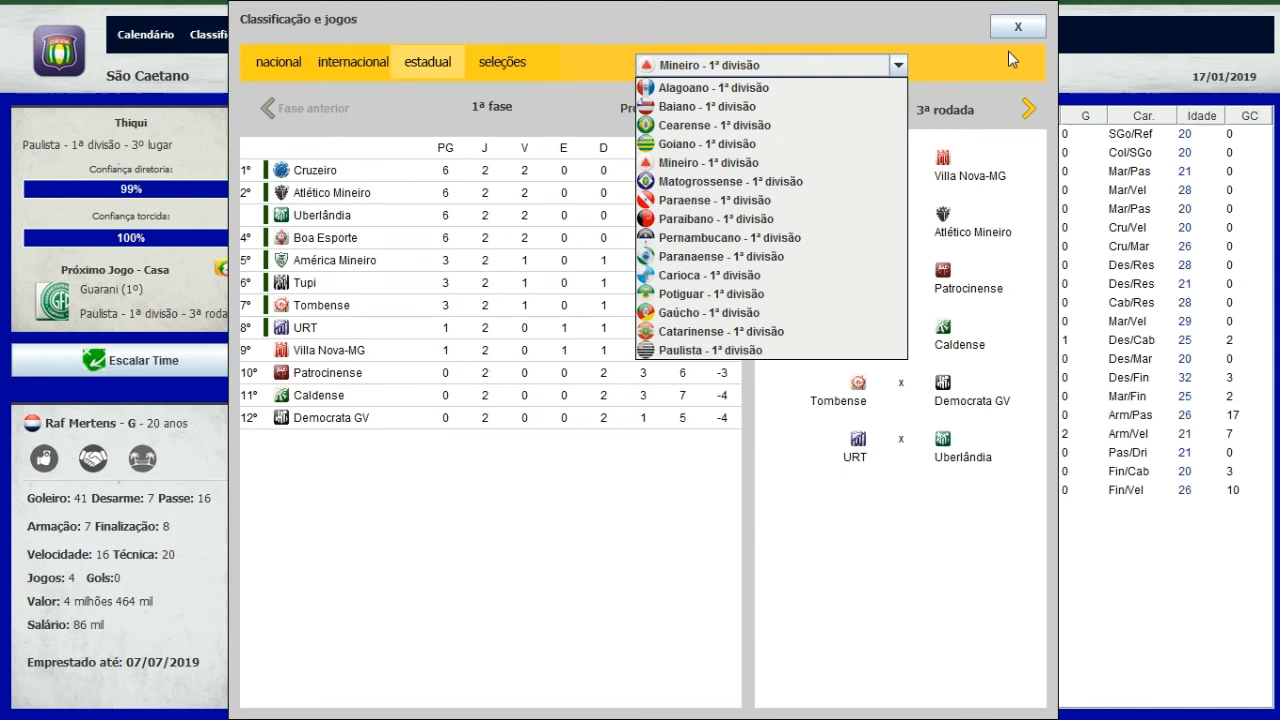 Calendário Classifi
São Caetano
17/01/2019
Thiqui
Paulista - 1ª divisão - 3º lugar
Confiança diretoria:
99%
Confiança torcida:
100%
Próximo Jogo - Casa
Guarani (1º)
Paulista - 1ª divisão - 3ª roda
Escalar Time
Raf Mertens - G - 20 anos
Goleiro: 41 Desarme: 7 Passe: 16
Armação: 7 Finalização: 8
Velocidade: 16 Técnica: 20
Jogos: 4 Gols:0
Valor: 4 milhões 464 mil
Salário: 86 mil
Emprestado até: 07/07/2019
Classificação e jogos
X
nacional internacional estadual seleções
Mineiro - 1ª divisão
Alagoano - 1ª divisão
Baiano - 1ª divisão
Cearense - 1ª divisão
Goiano - 1ª divisão
Mineiro - 1ª divisão
Matogrossense - 1ª divisão
Paraense - 1ª divisão
Paraibano - 1ª divisão
Pernambucano - 1ª divisão
Paranaense - 1ª divisão
Carioca - 1ª divisão
Potiguar - 1ª divisão
Gaúcho - 1ª divisão
Catarinense - 1ª divisão
Paulista - 1ª divisão
Fase anterior 1ª fase Pr
3ª rodada
PG J V E D
1º Cruzeiro 6 2 2 0 0
2º Atlético Mineiro 6 2 2 0 0
Uberlândia 6 2 2 0 0
4º Boa Esporte 6 2 2 0 0
5º América Mineiro 3 2 1 0 1
6º Tupi 3 2 1 0 1
7º Tombense 3 2 1 0 1
8º URT 1 2 0 1 1
9º Villa Nova-MG 1 2 0 1 1
10º Patrocinense 0 2 0 0 2 3 6 -3
11º Caldense 0 2 0 0 2 3 7 -4
12º Democrata GV 0 2 0 0 2 1 5 -4
Villa Nova-MG
Atlético Mineiro
Patrocinense
Caldense
Tombense x Democrata GV
URT x Uberlândia
G Car. Idade GC
0 SGo/Ref 20 0
0 Col/SGo 20 0
0 Mar/Pas 21 0
0 Mar/Vel 28 0
0 Mar/Pas 20 0
0 Cru/Vel 20 0
0 Cru/Mar 26 0
0 Des/Res 28 0
0 Des/Res 21 0
0 Cab/Res 28 0
0 Mar/Vel 29 0
1 Des/Cab 25 2
0 Des/Mar 20 0
0 Des/Fin 32 3
0 Mar/Fin 25 2
0 Arm/Pas 26 17
2 Arm/Vel 21 7
0 Pas/Dri 21 0
0 Fin/Cab 20 3
0 Fin/Vel 26 10